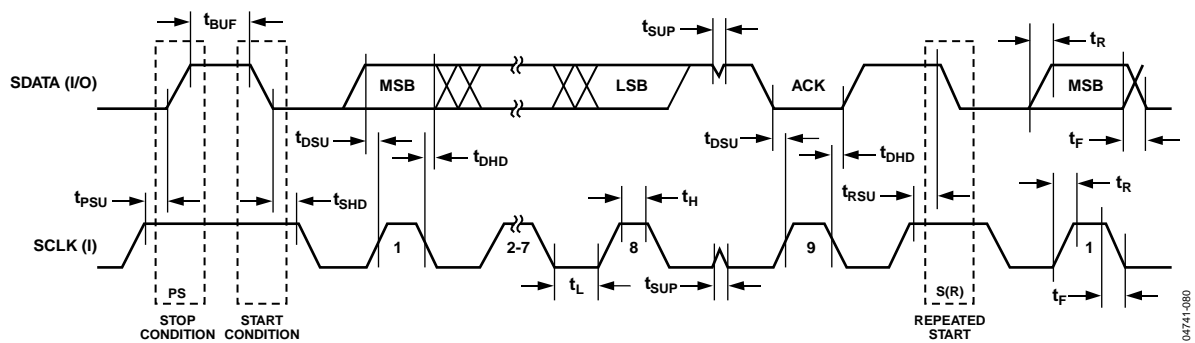 tBUF
tSUP
tR
SDATA (I/O)
MSB
LSB
ACK
MSB
tDSU
tDHD
tDSU
tDHD
tF
tPSU
tSHD
tH
tRSU
tR
SCLK (I)
1
2-7
8
9
1
PS
tL
tSUP
S(R)
tF
STOP
CONDITION
START
CONDITION
REPEATED
START
04741-080